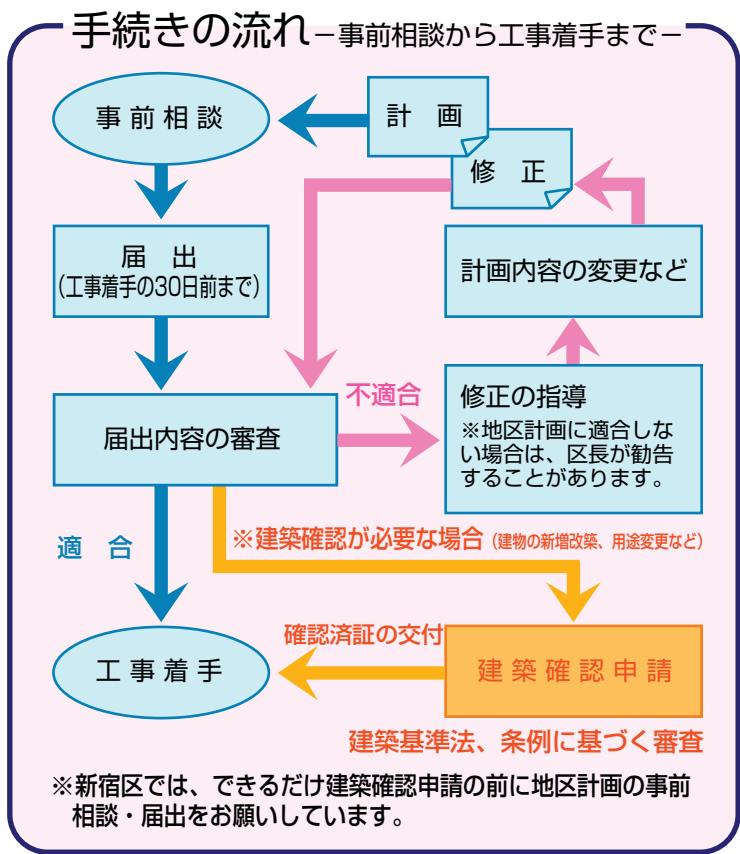 手続きの流れ－事前相談から工事着手まで－
事前相談
計　画
修　正
届　出
（工事着手の30日前まで）
計画内容の変更など
不適合
届出内容の審査
修正の指導
※地区計画に適合しな
い場合は、区長が勧告
することがあります。
適　合
※建築確認が必要な場合（建物の新増改築、用途変更など）
確認済証の交付
工事着手
建築確認申請
建築基準法、条例に基づく審査
※新宿区では、できるだけ建築確認申請の前に地区計画の事前
相談・届出をお願いしています。